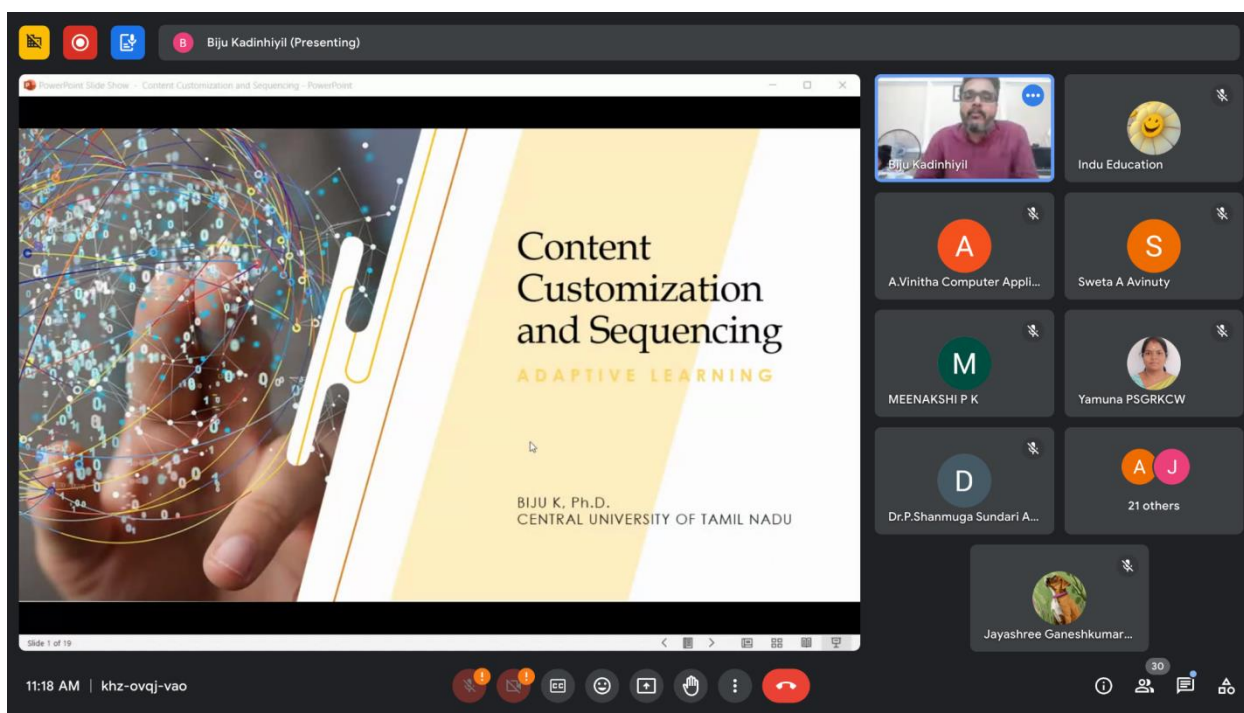 B
Biju Kadinhiyil (Presenting)
PowerPoint Slide Show - Content Customization and Sequencing - PowerPoint
Content
Customization
and Sequencing
ADAPTIVE LEARNING
BIJU K, Ph.D.
CENTRAL UNIVERSITY OF TAMIL NADU
Slide 1 of 19
Biju Kadinhiyil
Indu Education
A
A.Vinitha Computer Appli...
S
Sweta A Avinuty
M
MEENAKSHI P K
Yamuna PSGRKCW
D
Dr.P.Shanmuga Sundari A...
A J
21 others
Jayashree Ganeshkumar...
11:18 AM | khz-ovqj-vao
CC
30